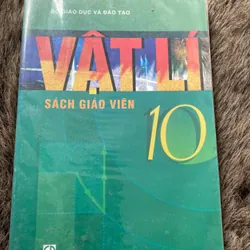 BỘ GIÁO DỤC VÀ ĐÀO TẠO
VẬT LÍ
SÁCH GIÁO VIÊN
10